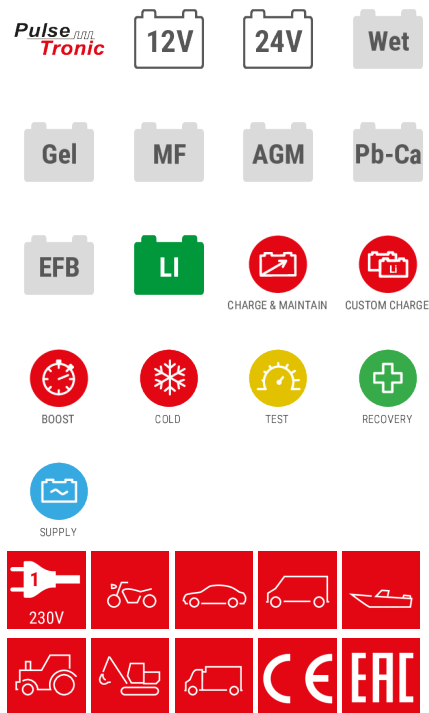 Pulse
Tronic
12V
24V
Wet
Gel
MF
AGM
Pb-Ca
EFB
LI
Li
CHARGE & MAINTAIN
CUSTOM CHARGE
BOOST
COLD
TEST
RECOVERY
SUPPLY
1
230V
CE
EAC